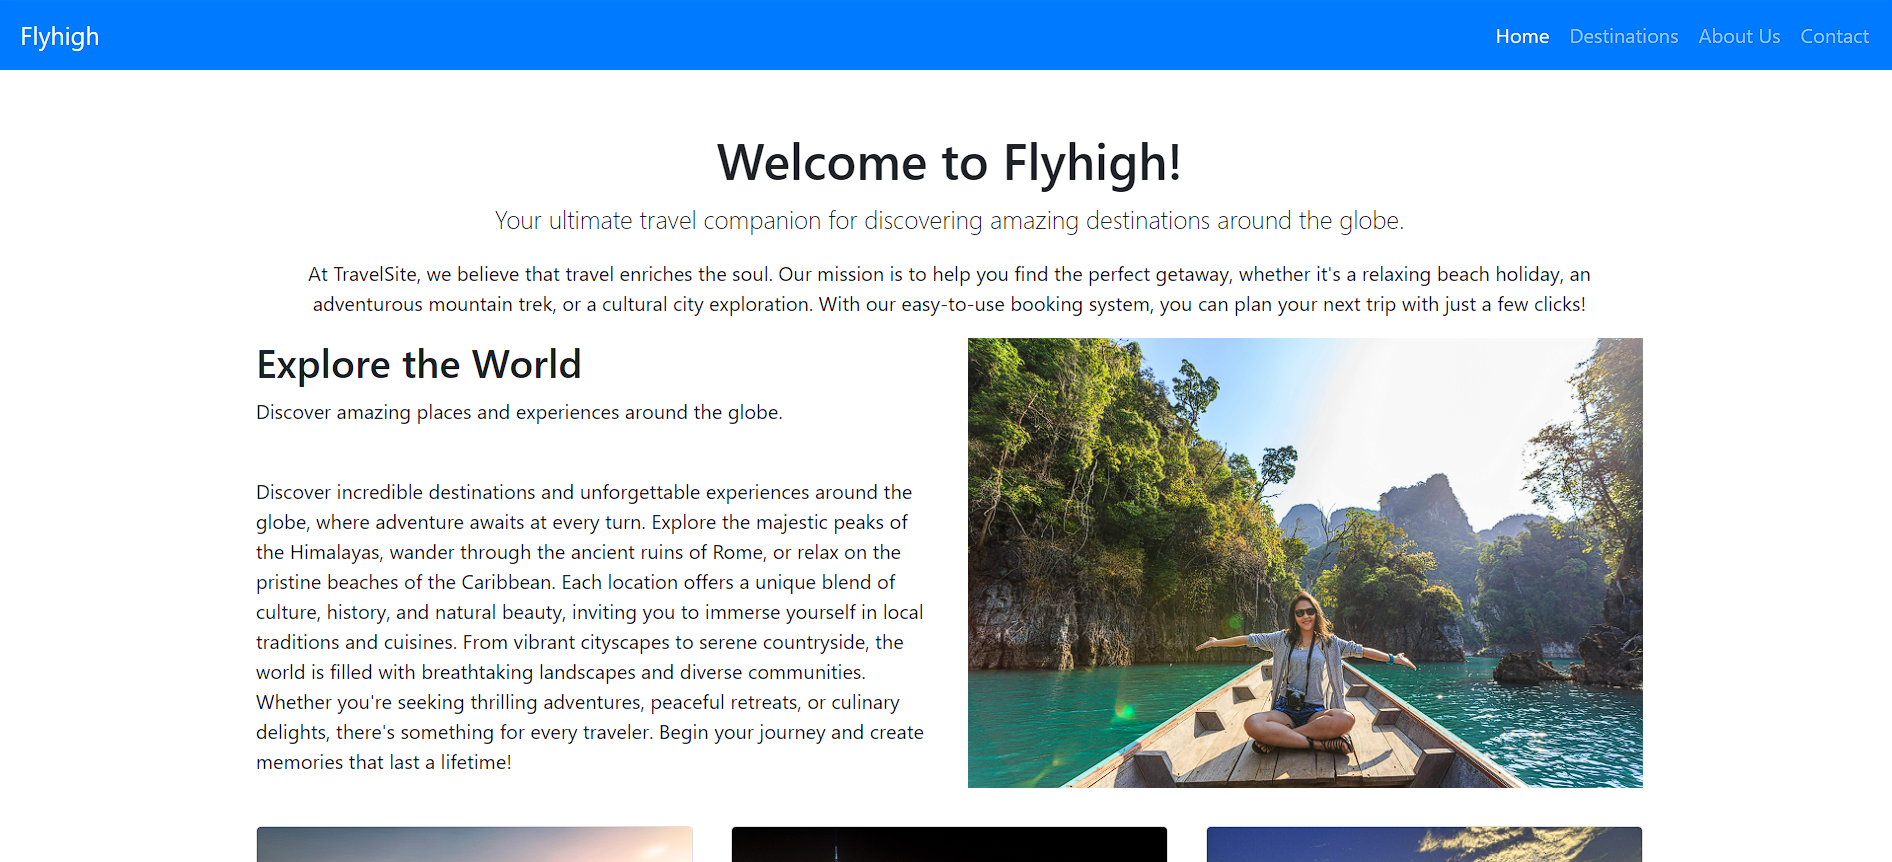 Flyhigh
Home Destinations About Us Contact
Welcome to Flyhigh!
Your ultimate travel companion for discovering amazing destinations around the globe.
At TravelSite, we believe that travel enriches the soul. Our mission is to help you find the perfect getaway, whether it's a relaxing beach holiday, an
adventurous mountain trek, or a cultural city exploration. With our easy-to-use booking system, you can plan your next trip with just a few clicks!
Explore the World
Discover amazing places and experiences around the globe.
Discover incredible destinations and unforgettable experiences around the
globe, where adventure awaits at every turn. Explore the majestic peaks of
the Himalayas, wander through the ancient ruins of Rome, or relax on the
pristine beaches of the Caribbean. Each location offers a unique blend of
culture, history, and natural beauty, inviting you to immerse yourself in local
traditions and cuisines. From vibrant cityscapes to serene countryside, the
world is filled with breathtaking landscapes and diverse communities.
Whether you're seeking thrilling adventures, peaceful retreats, or culinary
delights, there's something for every traveler. Begin your journey and create
memories that last a lifetime!